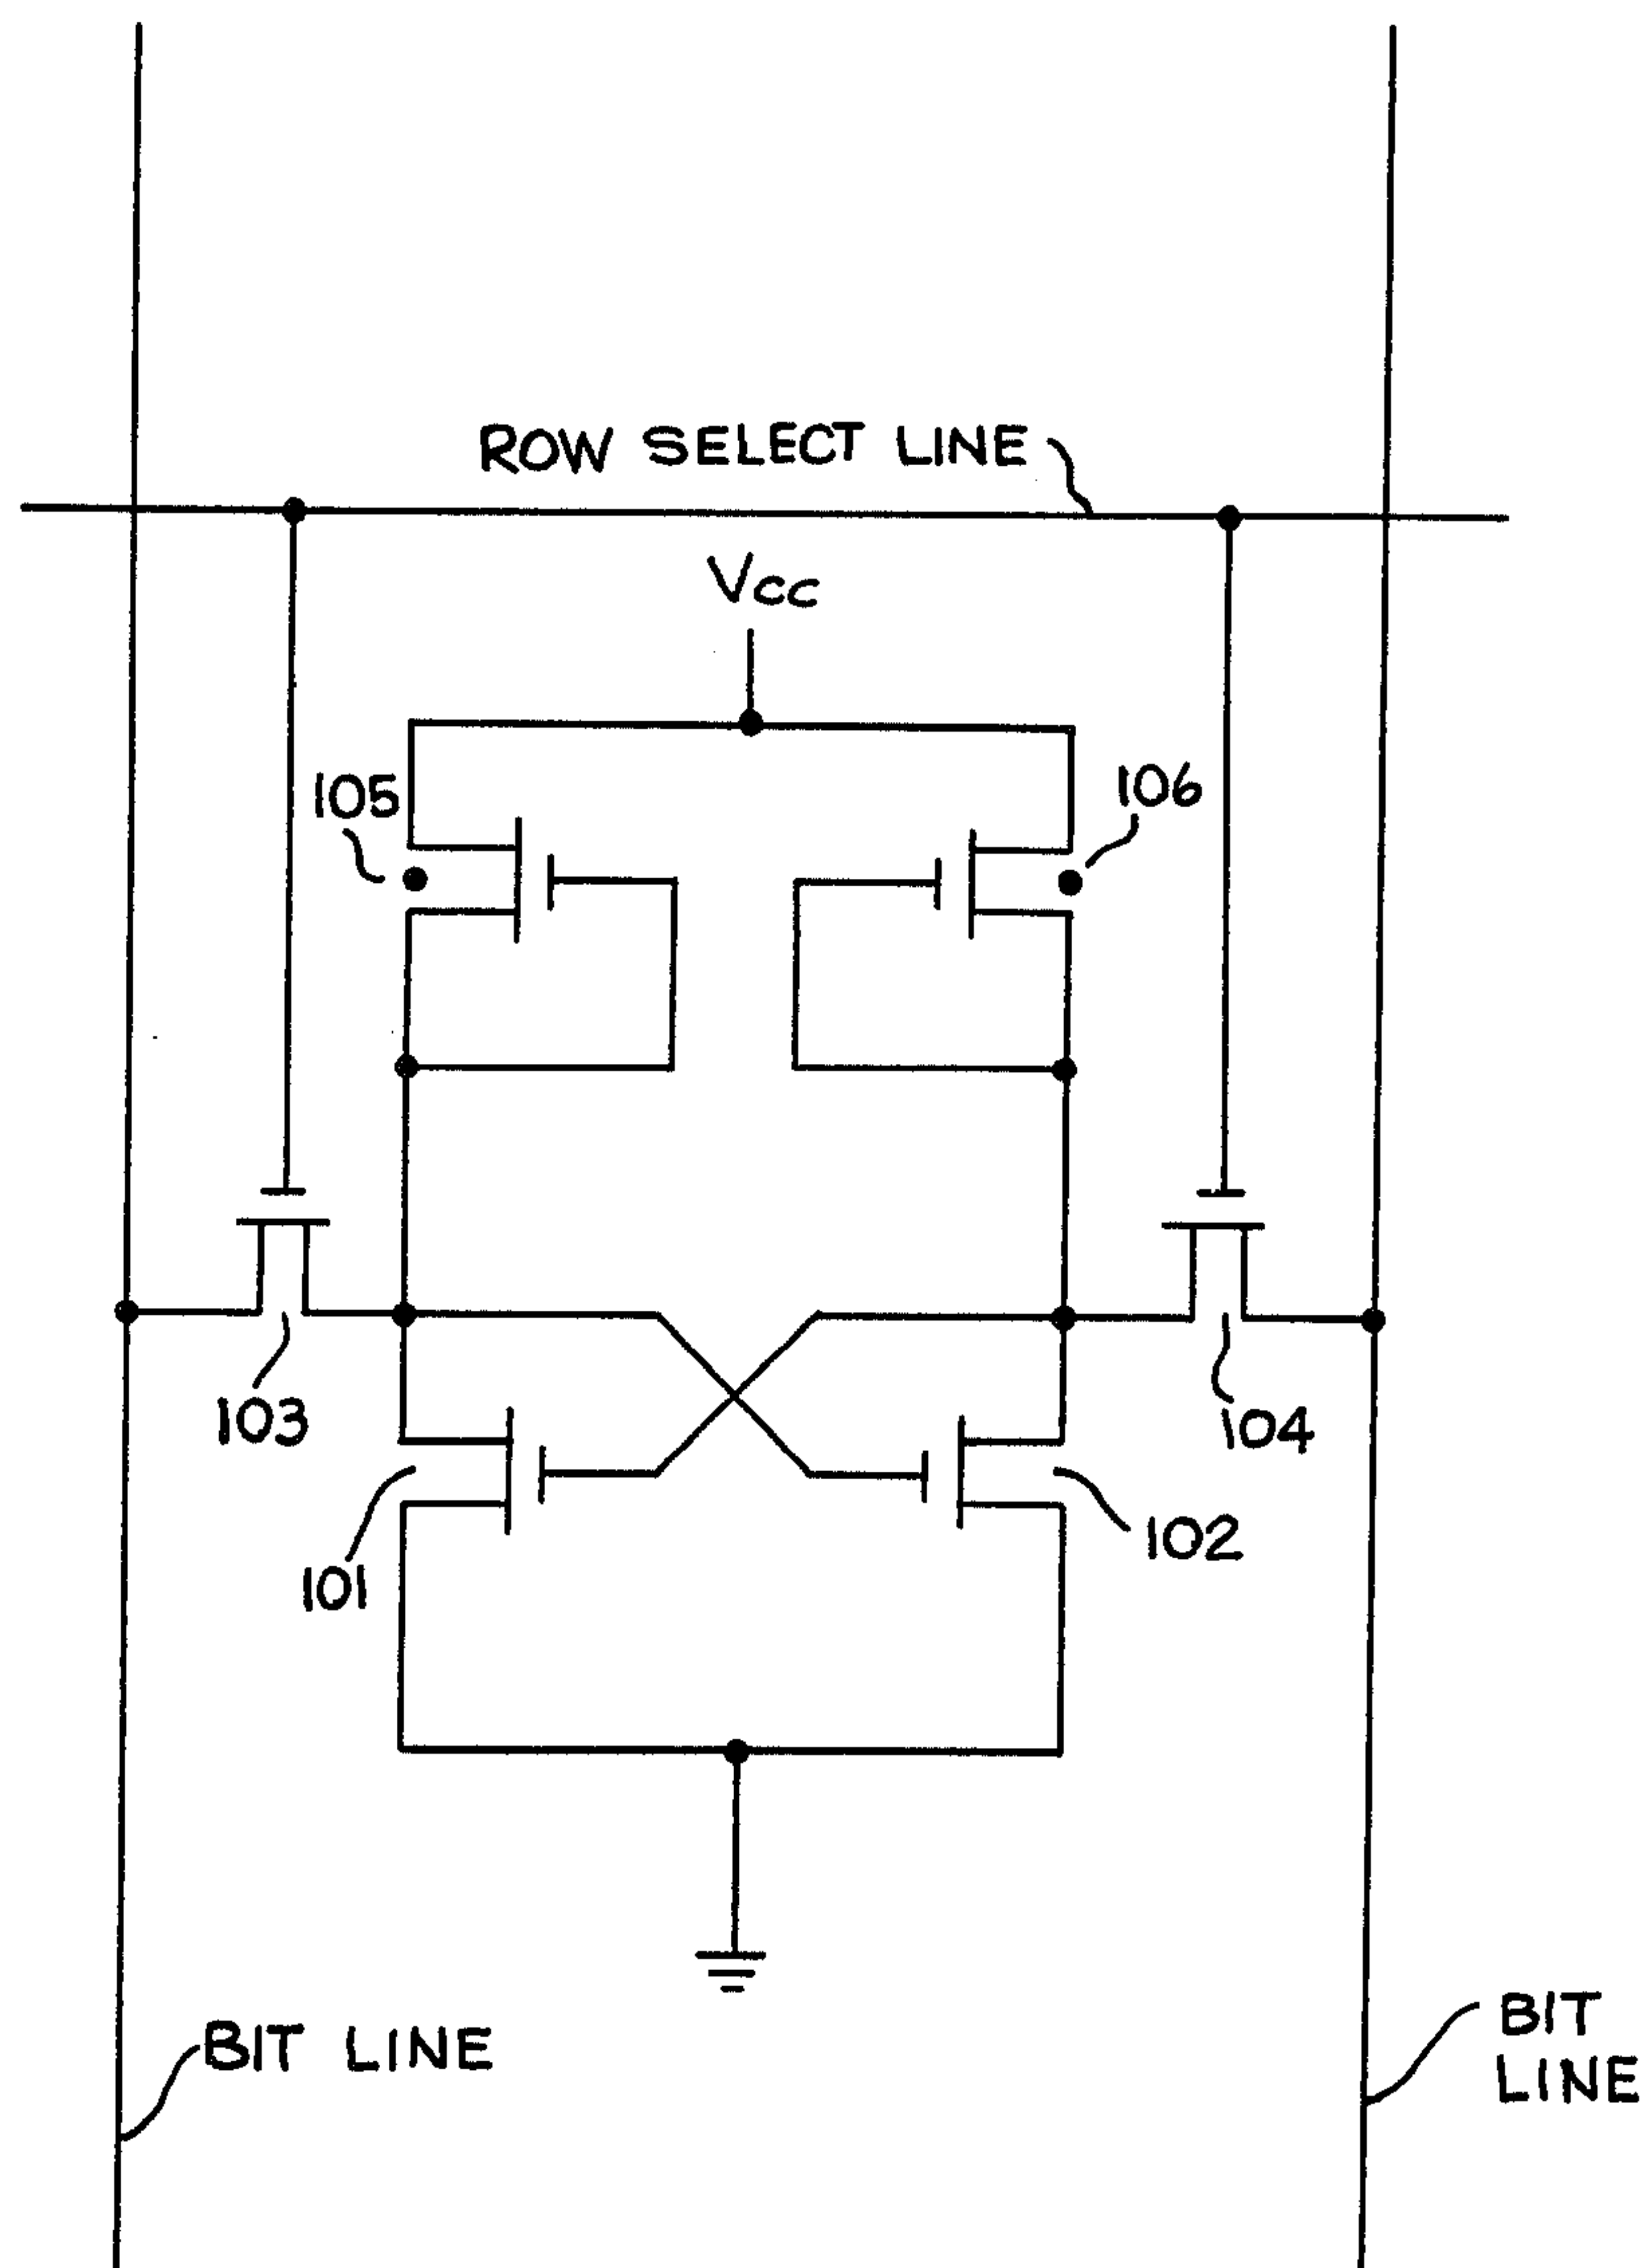 ROW SELECT LINE
Vcc
105
106
103
104
101
102
BIT LINE
BIT
LINE